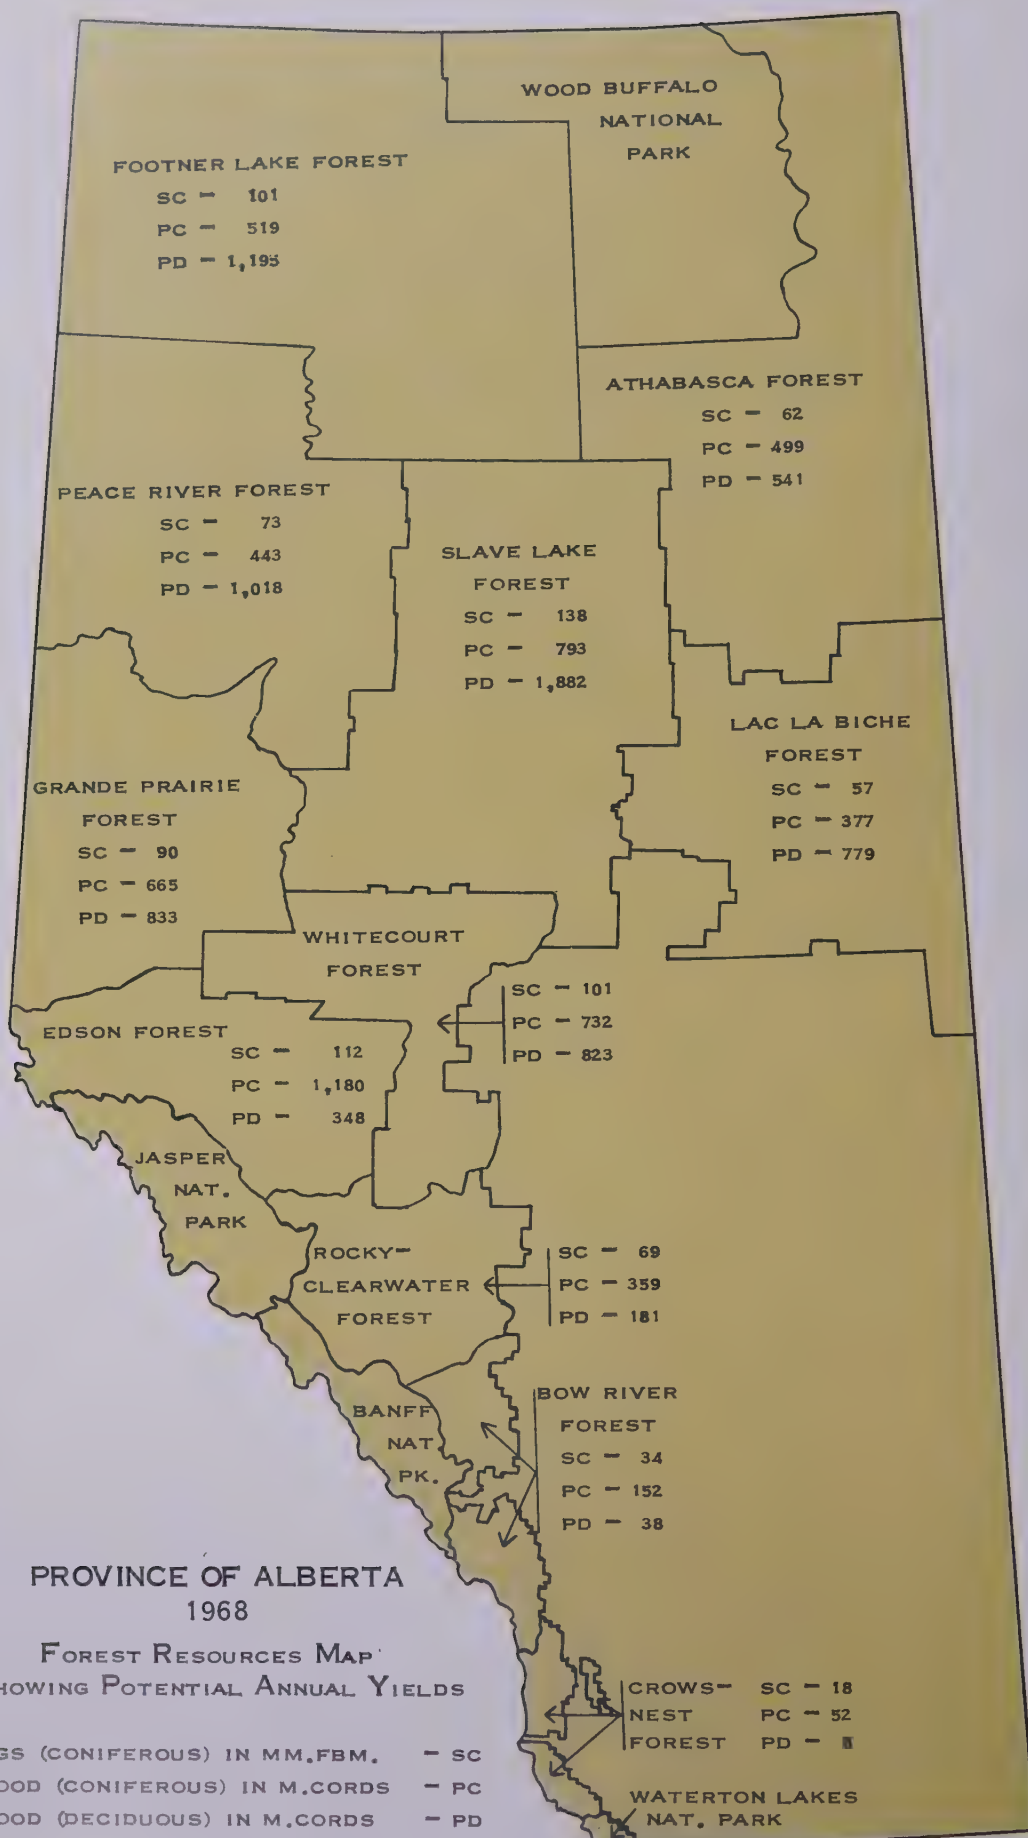 WOOD BUFFALO
NATIONAL
PARK
FOOTNER LAKE FOREST
SC - 101
PC - 519
PD - 1,195
ATHABASCA FOREST
SC - 62
PC - 499
PD - 541
PEACE RIVER FOREST
SC - 73
PC - 443
PD - 1,018
SLAVE LAKE
FOREST
SC - 138
PC - 793
PD - 1,882
LAC LA BICHE
FOREST
SC - 57
PC - 377
PD - 779
GRANDE PRAIRIE
FOREST
SC - 90
PC - 665
PD - 833
WHITECOURT
FOREST
SC - 101
PC - 732
PD - 823
EDSON FOREST
SC - 112
PC - 1,180
PD - 348
JASPER
NAT.
PARK
ROCKY-
CLEARWATER
FOREST
SC - 69
PC - 359
PD - 181
BOW RIVER
FOREST
SC - 34
PC - 152
PD - 38
BANFF
NAT.
PK.
PROVINCE OF ALBERTA
1968
FOREST RESOURCES MAP
HOWING POTENTIAL ANNUAL YIELDS
GS (CONIFEROUS) IN MM.FBM. - SC
OOD (CONIFEROUS) IN M.CORDS - PC
OOD (DECIDUOUS) IN M.CORDS - PD
CROWS- SC - 18
NEST PC - 52
FOREST PD -
WATERTON LAKES
NAT. PARK